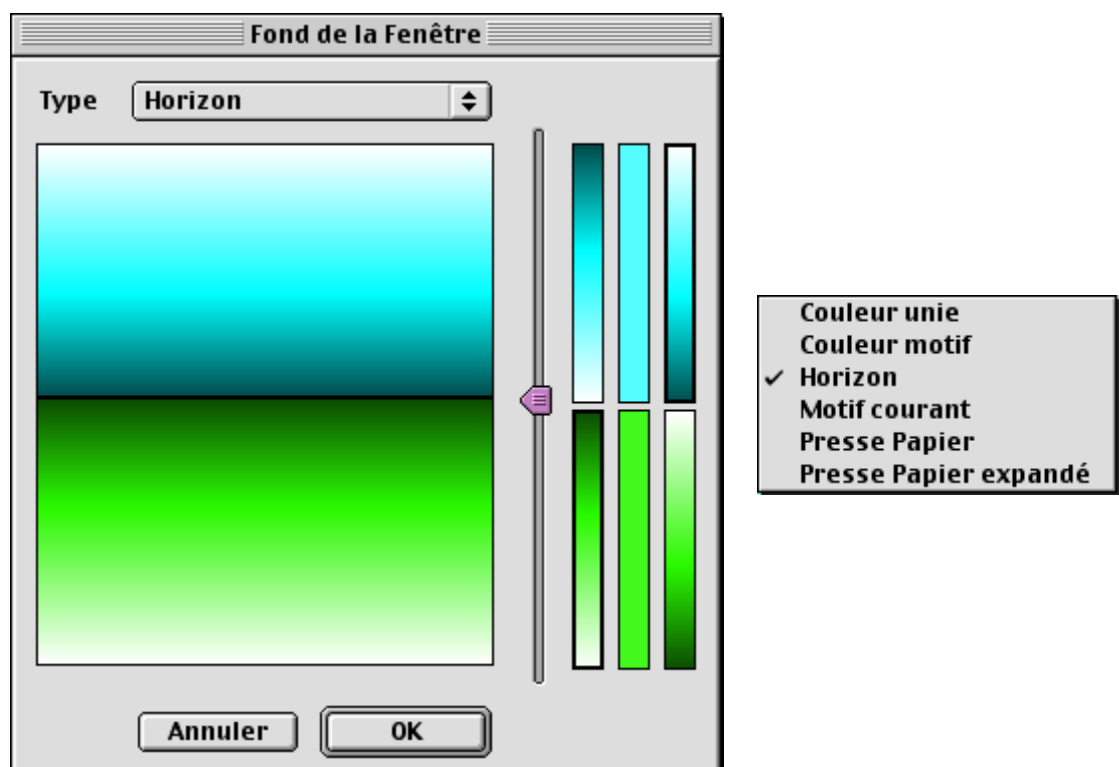 Fond de la Fenêtre
Type Horizon
Annuler OK
Couleur unie
Couleur motif
Horizon
Motif courant
Presse Papier
Presse Papier expandé